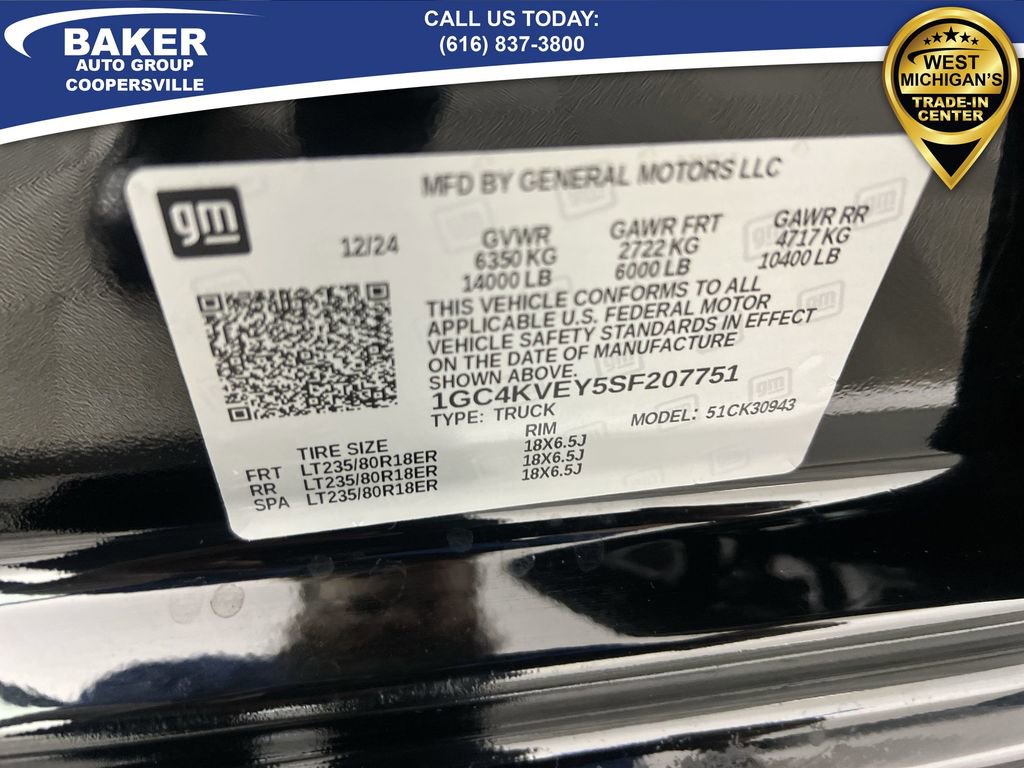 BAKER
AUTO GROUP
COOPERSVILLE
CALL US TODAY:
(616) 837-3800
WEST
MICHIGAN'S
TRADE-IN
CENTER
gm
MFD BY GENERAL MOTORS LLC
12/24
GVWR
6350 KG
14000 LB
GAWR FRT
2722 KG
6000 LB
GAWR RR
4717 KG
10400 LB
THIS VEHICLE CONFORMS TO ALL
APPLICABLE U.S. FEDERAL MOTOR
VEHICLE SAFETY STANDARDS IN EFFECT
ON THE DATE OF MANUFACTURE
SHOWN ABOVE.
1GC4KVEY5SF207751
TYPE: TRUCK MODEL: 51CK30943
TIRE SIZE RIM
FRT LT235/80R18ER 18X6.5J
RR LT235/80R18ER 18X6.5J
SPA LT235/80R18ER 18X6.5J